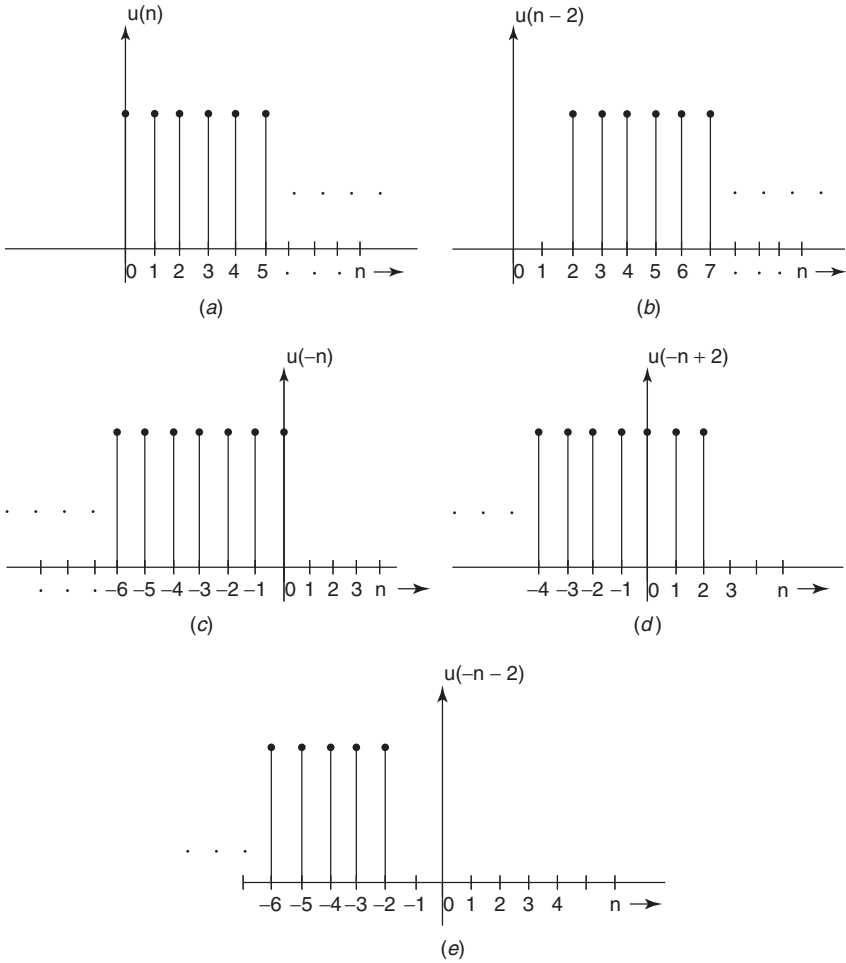 u(n)
u(n – 2)
0 1 2 3 4 5 . . . n
0 1 2 3 4 5 6 7 . . . n
(a)
(b)
u(–n)
u(–n + 2)
. . . –6 –5 –4 –3 –2 –1 0 1 2 3 n
–4 –3 –2 –1 0 1 2 3 n
(c)
(d)
u(–n – 2)
–6 –5 –4 –3 –2 –1 0 1 2 3 4 n
(e)